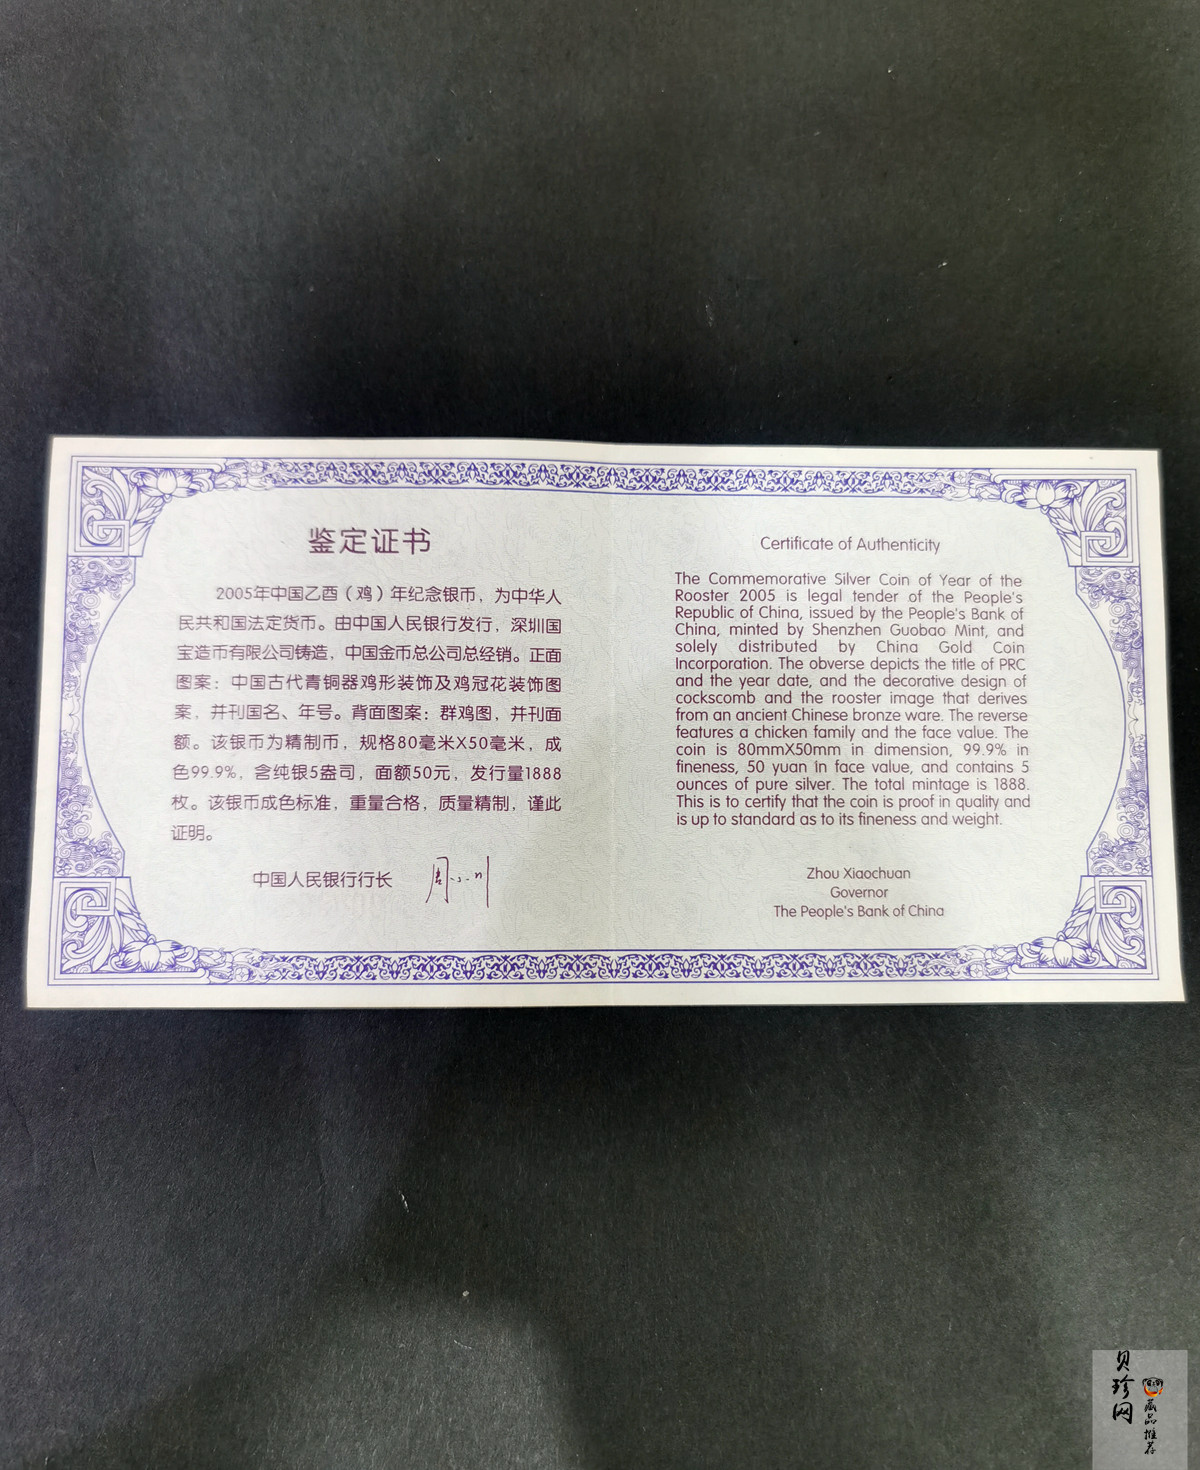 鉴定证书
2005年中国乙酉（鸡）年纪念银币，为中华人
民共和国法定货币。由中国人民银行发行，深圳国
宝造币有限公司铸造，中国金币总公司总经销。正面
图案：中国古代青铜器鸡形装饰及鸡冠花装饰图
案，并刊国名、年号。背面图案：群鸡图，并刊面
额。该银币为精制币，规格80毫米X50毫米，成
色99.9%，含纯银5盎司，面额50元，发行量1888
枚。该银币成色标准，重量合格，质量精制，谨此
证明。
中国人民银行行长 周小川
Certificate of Authenticity
The Commemorative Silver Coin of Year of the
Rooster 2005 is legal tender of the People's
Republic of China, issued by the People's Bank of
China, minted by Shenzhen Guobao Mint, and
solely distributed by China Gold Coin
Incorporation. The obverse depicts the title of PRC
and the year date, and the decorative design of
cockscomb and the rooster image that derives
from an ancient Chinese bronze ware. The reverse
features a chicken family and the face value. The
coin is 80mmX50mm in dimension, 99.9% in
fineness, 50 yuan in face value, and contains 5
ounces of pure silver. The total mintage is 1888.
This is to certify that the coin is proof in quality and
is up to standard as to its fineness and weight.
Zhou Xiaochuan
Governor
The People's Bank of China
贝珍网
藏品推荐